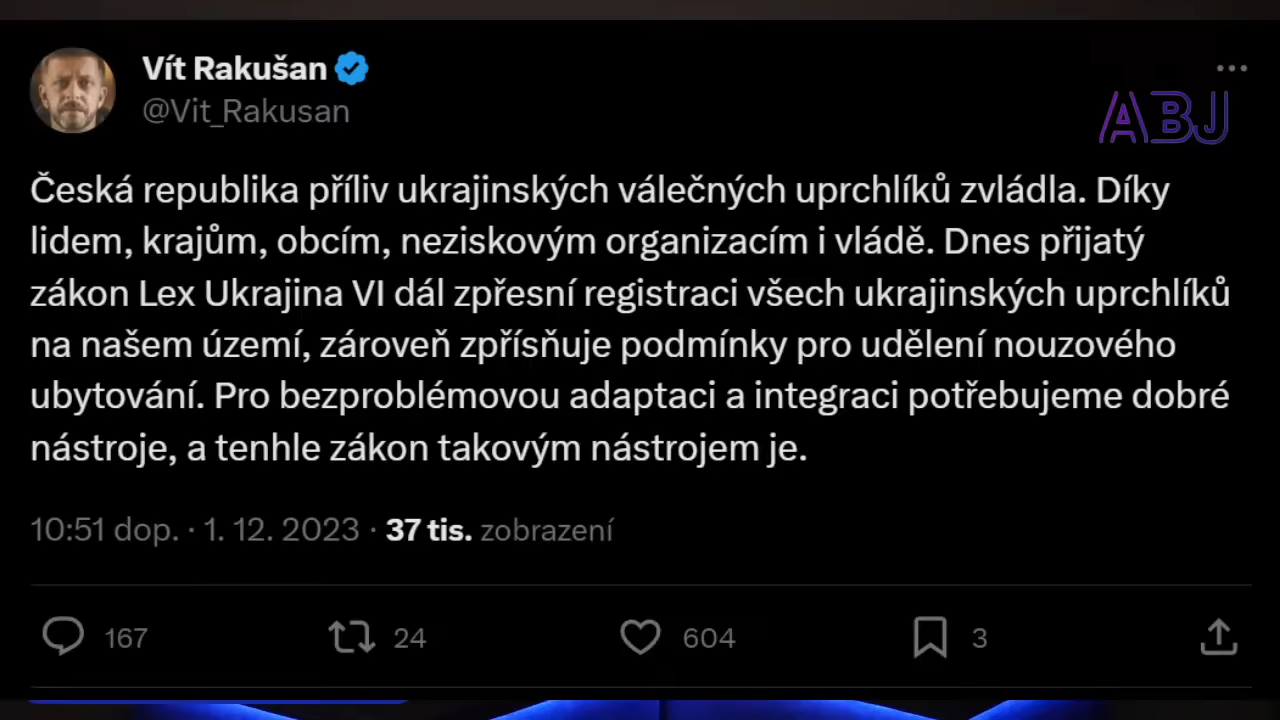 Vít Rakušan
@Vit_Rakusan
ABJ
Česká republika příliv ukrajinských válečných uprchlíků zvládla. Díky
lidem, krajům, obcím, neziskovým organizacím i vládě. Dnes přijatý
zákon Lex Ukrajina VI dál zpřesní registraci všech ukrajinských uprchlíků
na našem území, zároveň zpřísňuje podmínky pro udělení nouzového
ubytování. Pro bezproblémovou adaptaci a integraci potřebujeme dobré
nástroje, a tenhle zákon takovým nástrojem je.
10:51 dop. · 1. 12. 2023 · 37 tis. zobrazení
167 24 604 3